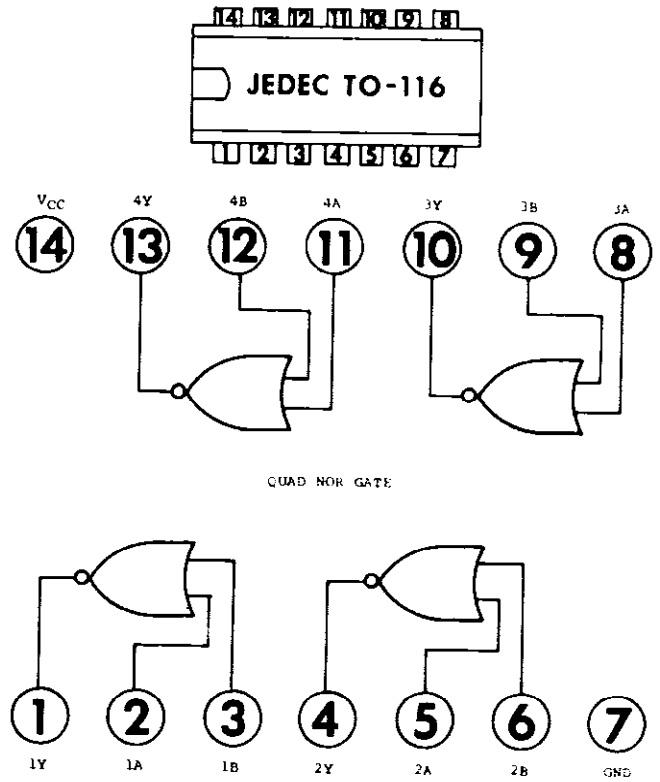 14 13 12 11 10 9 8
JEDEC TO-116
1 2 3 4 5 6 7
VCC 4Y 4B 4A 3Y 3B 3A
14 13 12 11 10 9 8
QUAD NOR GATE
1 2 3 4 5 6 7
1Y 1A 1B 2Y 2A 2B GND